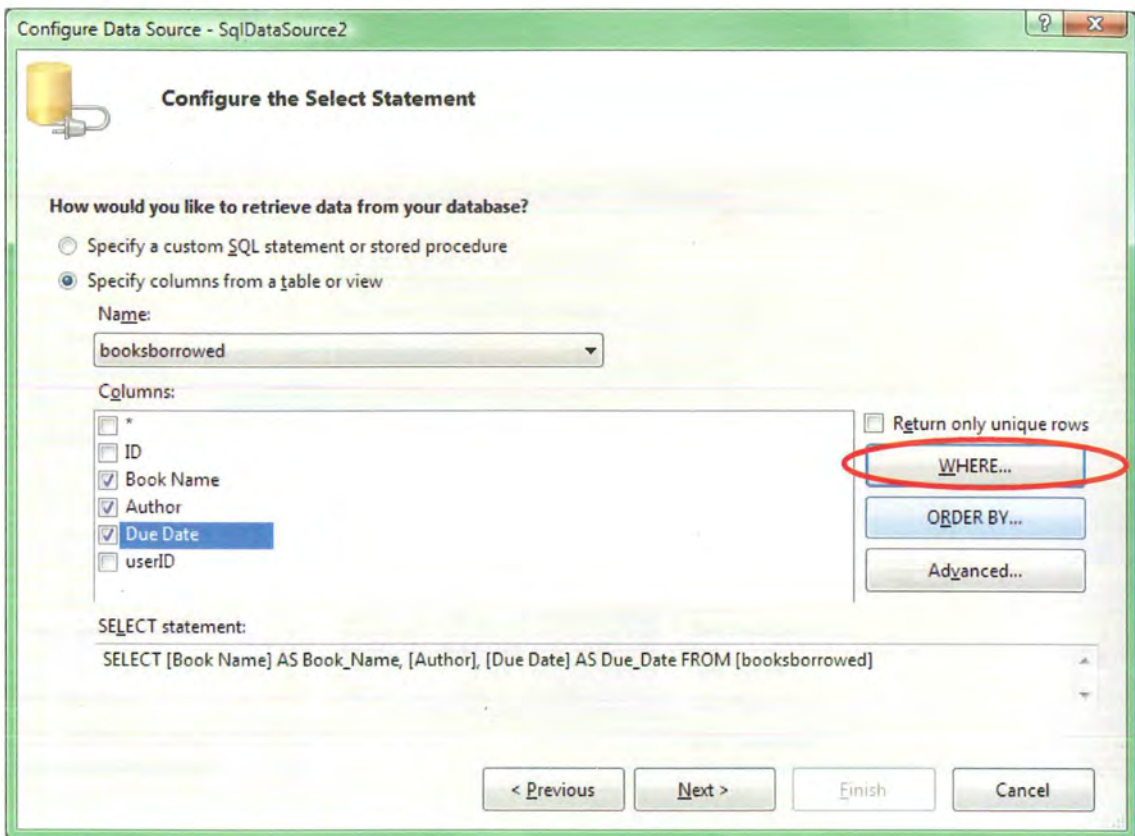 Configure Data Source - SqlDataSource2
Configure the Select Statement
How would you like to retrieve data from your database?
Specify a custom SQL statement or stored procedure
Specify columns from a table or view
Name:
booksborrowed
Columns:
*
ID
Book Name
Author
Due Date
userID
Return only unique rows
WHERE...
ORDER BY...
Advanced...
SELECT statement:
SELECT [Book Name] AS Book_Name, [Author], [Due Date] AS Due_Date FROM [booksborrowed]
< Previous
Next >
Finish
Cancel